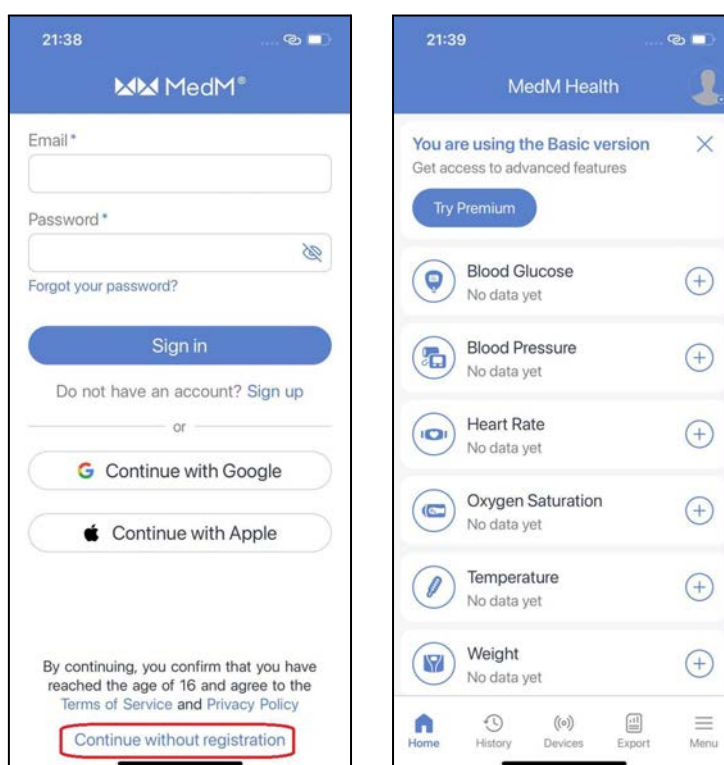 21:38
MedM®
Email*
Password*
Forgot your password?
Sign in
Do not have an account? Sign up
or
Continue with Google
Continue with Apple
By continuing, you confirm that you have
reached the age of 16 and agree to the
Terms of Service and Privacy Policy
Continue without registration
21:39
MedM Health
You are using the Basic version
Get access to advanced features
Try Premium
Blood Glucose
No data yet
Blood Pressure
No data yet
Heart Rate
No data yet
Oxygen Saturation
No data yet
Temperature
No data yet
Weight
No data yet
Home History Devices Export Menu